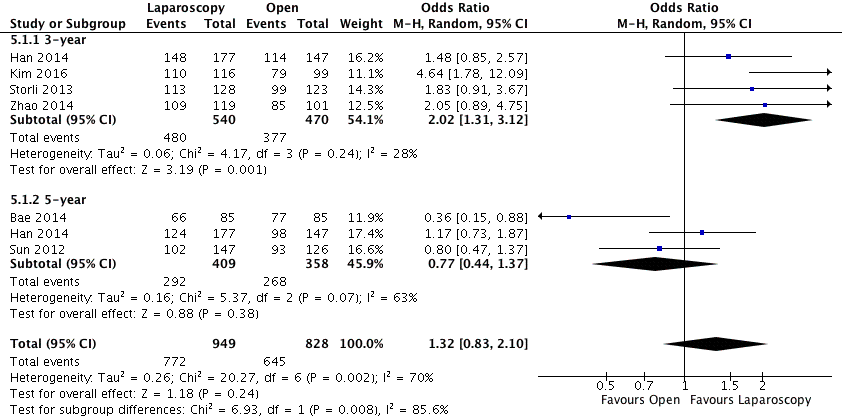 Laparoscopy Open Odds Ratio Odds Ratio
Study or Subgroup Events Total Events Total Weight M-H, Random, 95% CI M-H, Random, 95% CI
5.1.1 3-year
Han 2014 148 177 114 147 16.2% 1.48 [0.85, 2.57]
Kim 2016 110 116 79 99 11.1% 4.64 [1.78, 12.09]
Storli 2013 113 128 99 123 14.3% 1.83 [0.91, 3.67]
Zhao 2014 109 119 85 101 12.5% 2.05 [0.89, 4.75]
Subtotal (95% CI) 540 470 54.1% 2.02 [1.31, 3.12]
Total events 480 377
Heterogeneity: Tau² = 0.06; Chi² = 4.17, df = 3 (P = 0.24); I² = 28%
Test for overall effect: Z = 3.19 (P = 0.001)
5.1.2 5-year
Bae 2014 66 85 77 85 11.9% 0.36 [0.15, 0.88]
Han 2014 124 177 98 147 17.4% 1.17 [0.73, 1.87]
Sun 2012 102 147 93 126 16.6% 0.80 [0.47, 1.37]
Subtotal (95% CI) 409 358 45.9% 0.77 [0.44, 1.37]
Total events 292 268
Heterogeneity: Tau² = 0.16; Chi² = 5.37, df = 2 (P = 0.07); I² = 63%
Test for overall effect: Z = 0.88 (P = 0.38)
Total (95% CI) 949 828 100.0% 1.32 [0.83, 2.10]
Total events 772 645
Heterogeneity: Tau² = 0.26; Chi² = 20.27, df = 6 (P = 0.002); I² = 70%
Test for overall effect: Z = 1.18 (P = 0.24)
Test for subgroup differences: Chi² = 6.93, df = 1 (P = 0.008), I² = 85.6%
0.5 0.7 1 1.5 2
Favours Open Favours Laparoscopy